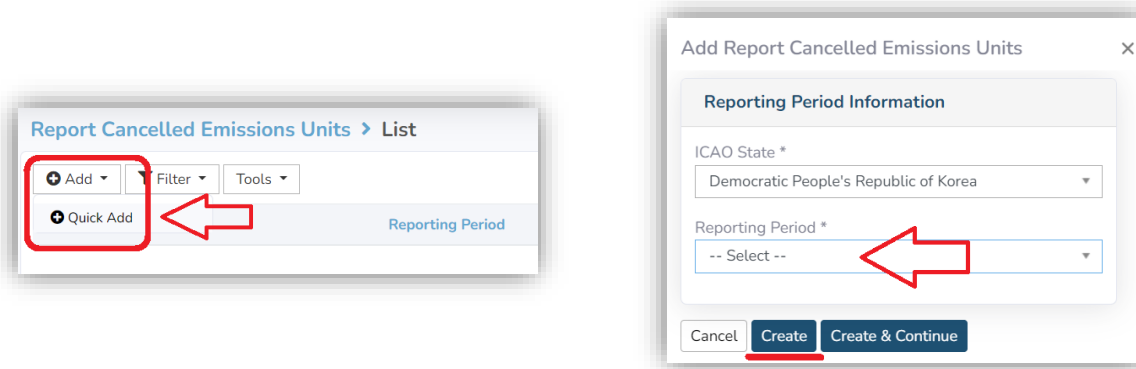 Report Cancelled Emissions Units > List
Add Filter Tools
Quick Add
Reporting Period
Add Report Cancelled Emissions Units ×
Reporting Period Information
ICAO State *
Democratic People's Republic of Korea
Reporting Period *
-- Select --
Cancel Create Create & Continue